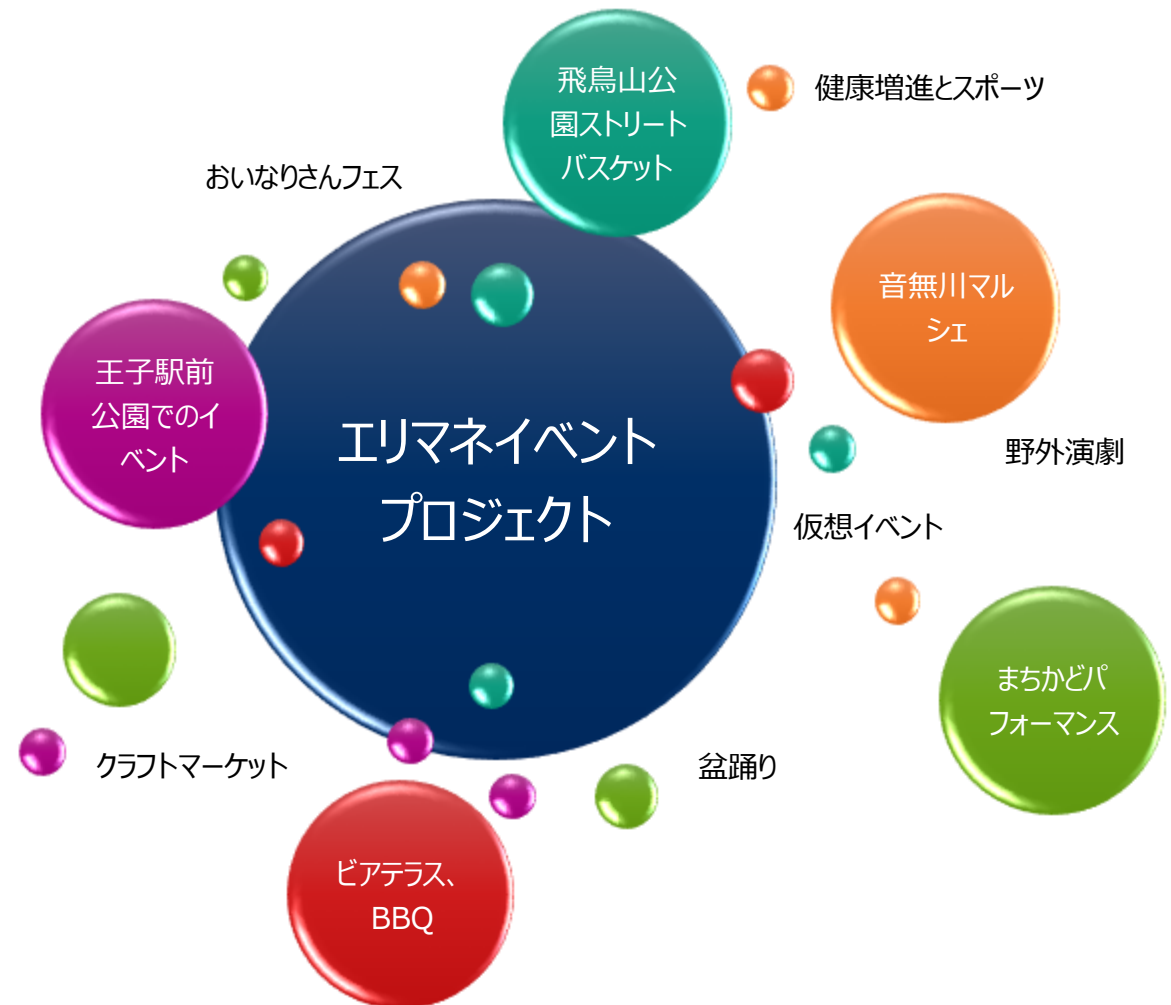 飛鳥山公
園ストリート
バスケット
健康増進とスポーツ
おいなりさんフェス
音無川マル
シェ
王子駅前
公園でのイ
ベント
エリマネイベント
プロジェクト
野外演劇
仮想イベント
まちかどパ
フォーマンス
クラフトマーケット
盆踊り
ビアテラス、
BBQ